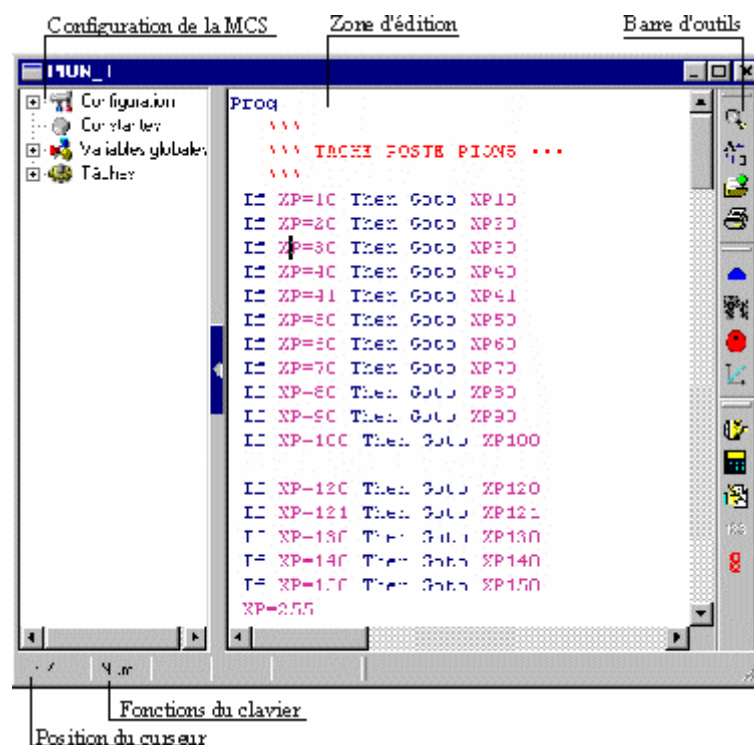 Configuration de la MCS Zone d'édition Barre d'outils
Configuration
Constantes
Variables globales
Tâches
Prog
''' 
''' TACHE POSTE PIONS
'''
If XP=10 Then Goto XP10
If XP=20 Then Goto XP20
If XP=30 Then Goto XP30
If XP=40 Then Goto XP40
If XP=41 Then Goto XP41
If XP=50 Then Goto XP50
If XP=60 Then Goto XP60
If XP=70 Then Goto XP70
If XP=80 Then Goto XP80
If XP=90 Then Goto XP90
If XP=100 Then Goto XP100
If XP=120 Then Goto XP120
If XP=121 Then Goto XP121
If XP=130 Then Goto XP130
If XP=140 Then Goto XP140
If XP=150 Then Goto XP150
XP=255
Num
Fonctions du clavier
Position du curseur